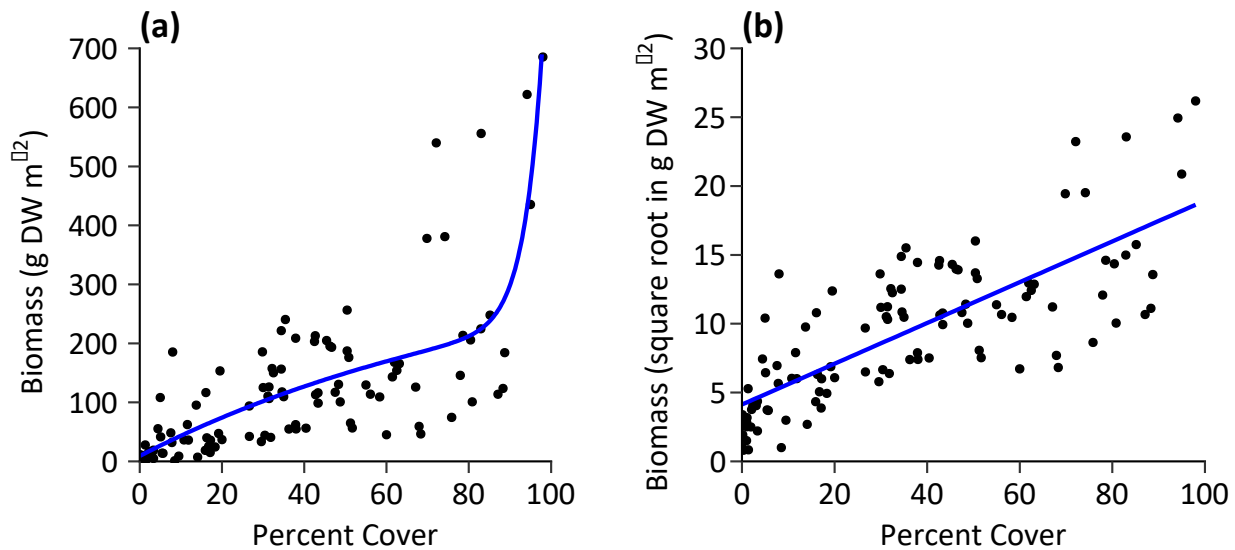 (a)
Biomass (g DW m▯2)
700
600
500
400
300
200
100
0
0 20 40 60 80 100
Percent Cover
(b)
Biomass (square root in g DW m▯2)
30
25
20
15
10
5
0
0 20 40 60 80 100
Percent Cover